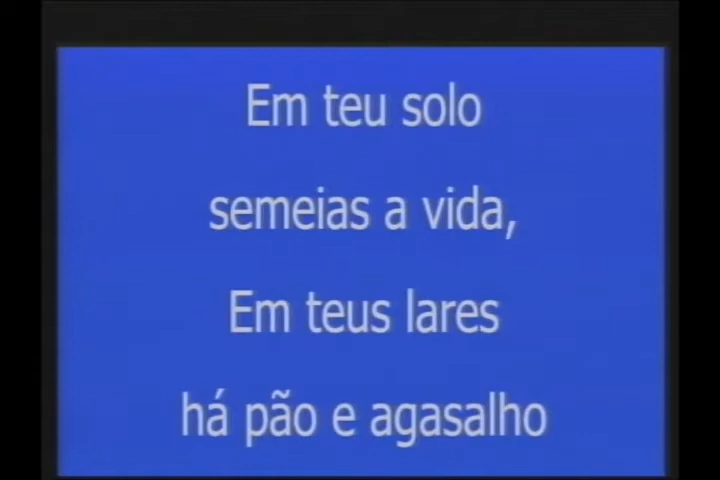 Em teu solo
semeias a vida,
Em teus lares
há pão e agasalho